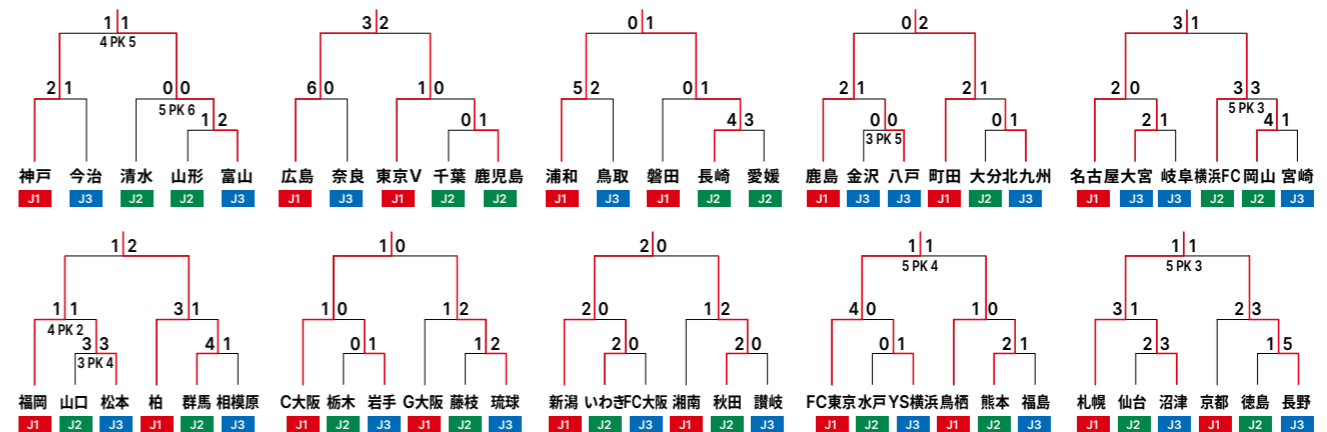 1 1 3 2 0 1 0 2 3 1
4 PK 5
2 1 0 0 6 0 1 0 5 2 0 1 2 1 2 1 2 0 3 3
5 PK 6 5 PK 3
1 2 0 1 4 3 0 0 0 1 2 1 4 1
3 PK 5
神戸 今治 清水 山形 富山 広島 奈良 東京V 千葉 鹿児島 浦和 鳥取 磐田 長崎 愛媛 鹿島 金沢 八戸 町田 大分 北九州 名古屋 大宮 岐阜 横浜FC 岡山 宮崎
J1 J3 J2 J2 J3 J1 J3 J1 J2 J2 J1 J3 J1 J2 J2 J1 J3 J3 J1 J2 J3 J1 J3 J3 J2 J2 J3
1 2 1 0 2 0 1 1 1 1
5 PK 4 5 PK 3
1 1 3 1 1 0 1 2 2 0 1 2 4 0 1 0 3 1 2 3
4 PK 2
3 3 4 1 0 1 1 2 2 0 2 0 0 1 2 1 2 3 1 5
3 PK 4
福岡 山口 松本 柏 群馬 相模原 C大阪 栃木 岩手 G大阪 藤枝 琉球 新潟 いわき FC大阪 湘南 秋田 讃岐 FC東京 水戸 YS横浜 鳥栖 熊本 福島 札幌 仙台 沼津 京都 徳島 長野
J1 J2 J3 J1 J2 J3 J1 J2 J3 J1 J2 J3 J1 J2 J3 J1 J2 J3 J1 J2 J3 J1 J2 J3 J1 J2 J3 J1 J2 J3